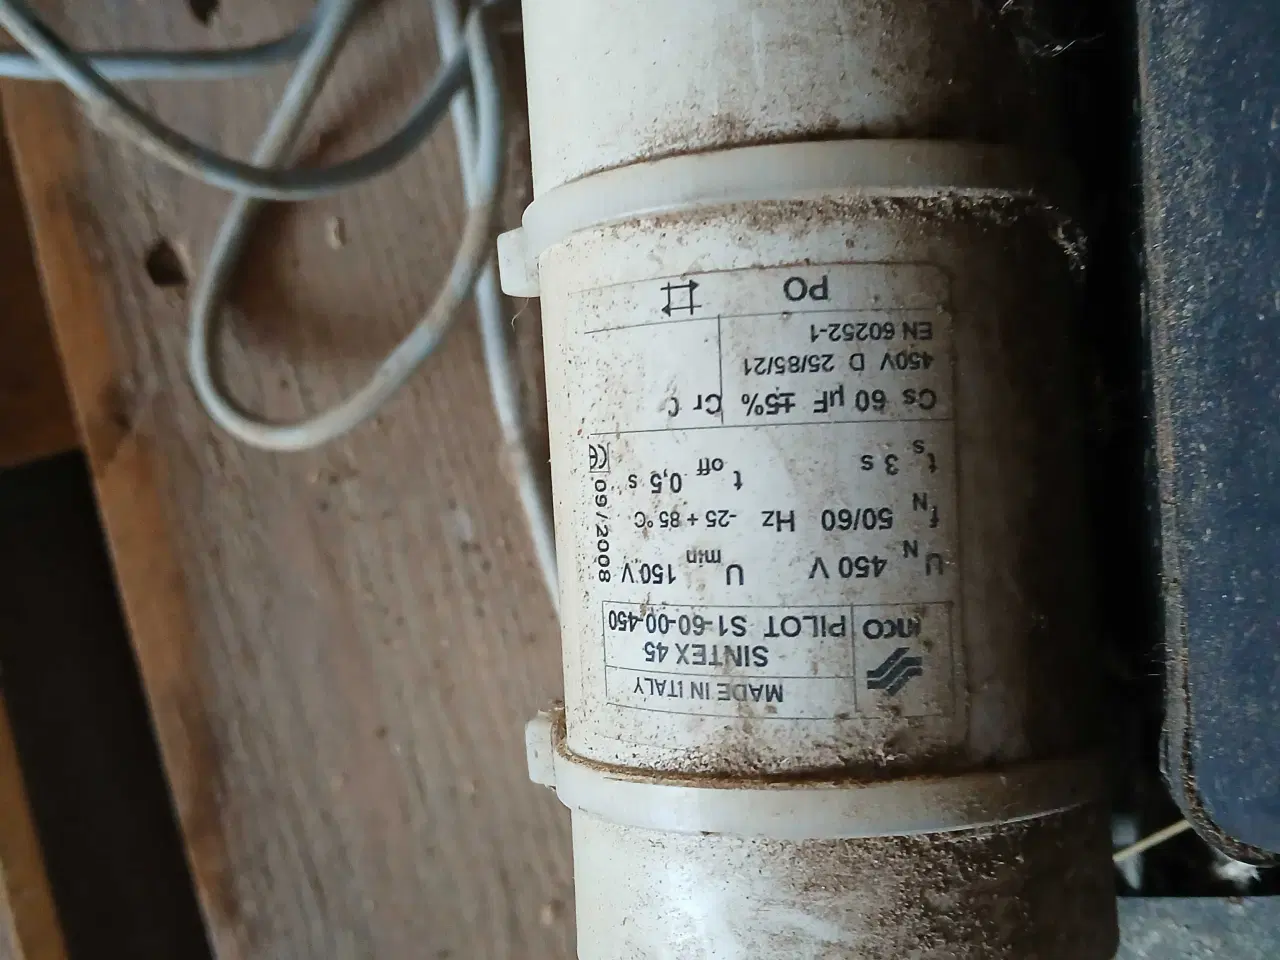 MADE IN ITALY
SINTEX 45
PILOT S1-60-00-450
U N 450 V U min 150 V
f N 50/60 Hz -25 + 85 °C
t s 3 s t off 0,5 s
09/2008
CE
Cs 60 µF ±5% Cr C
450V D 25/85/21
EN 60252-1
PO